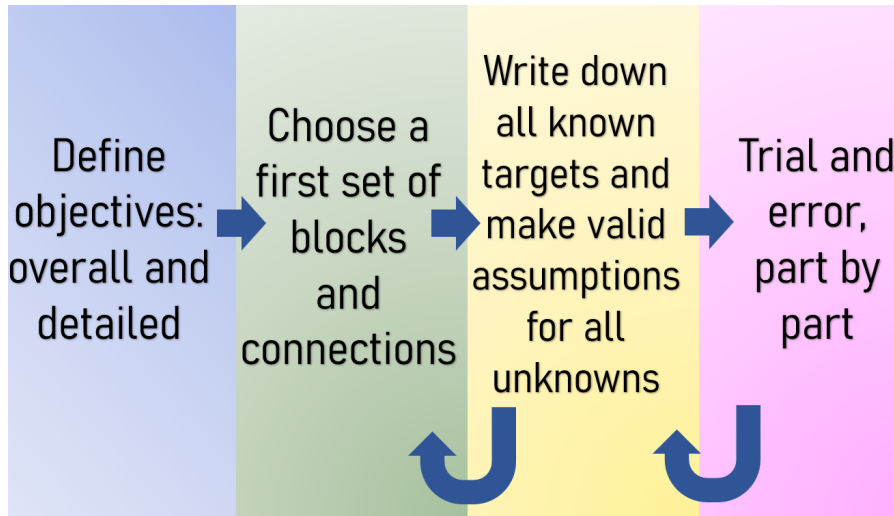 Define
objectives:
overall and
detailed
Choose a
first set of
blocks
and
connections
Write down
all known
targets and
make valid
assumptions
for all
unknowns
Trial and
error,
part by
part